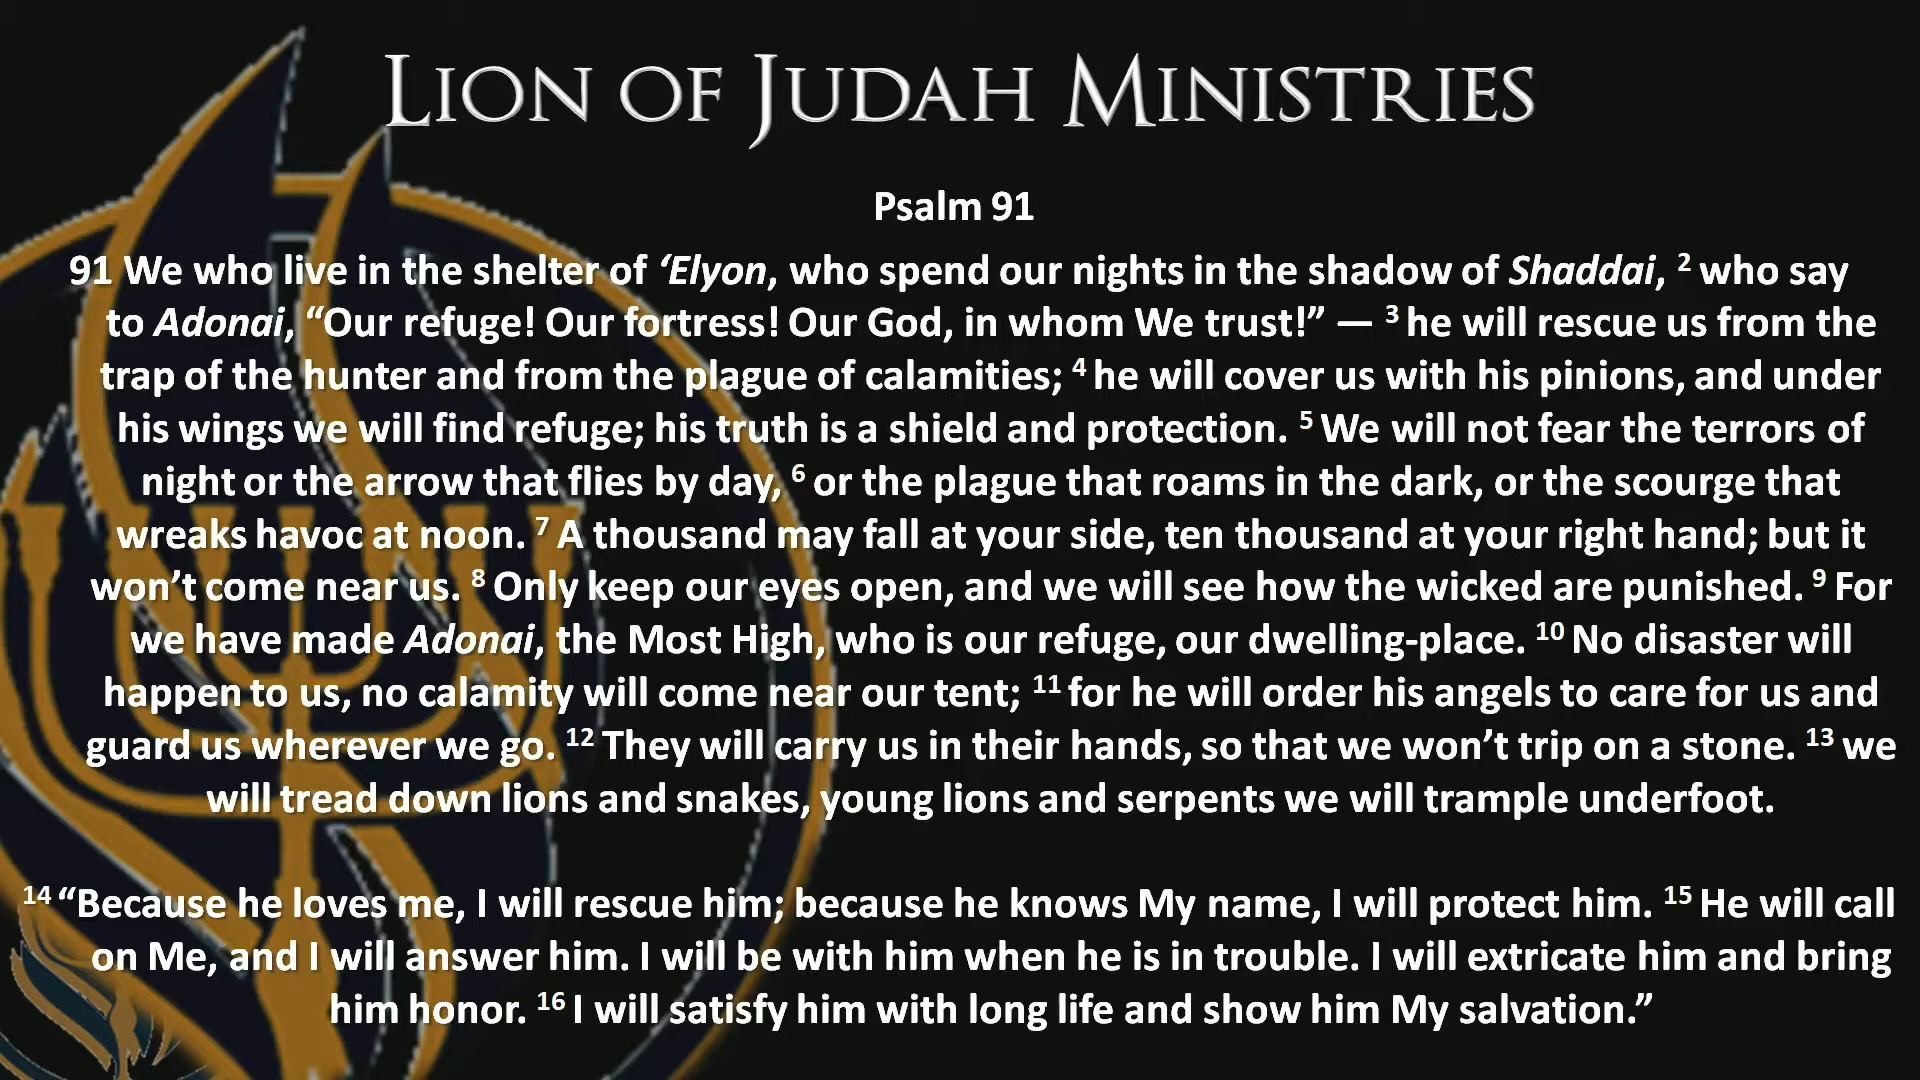 LION OF JUDAH MINISTRIES
Psalm 91
91 We who live in the shelter of ‘Elyon, who spend our nights in the shadow of Shaddai, 2 who say
to Adonai, “Our refuge! Our fortress! Our God, in whom We trust!” — 3 he will rescue us from the
trap of the hunter and from the plague of calamities; 4 he will cover us with his pinions, and under
his wings we will find refuge; his truth is a shield and protection. 5 We will not fear the terrors of
night or the arrow that flies by day, 6 or the plague that roams in the dark, or the scourge that
wreaks havoc at noon. 7 A thousand may fall at your side, ten thousand at your right hand; but it
won’t come near us. 8 Only keep our eyes open, and we will see how the wicked are punished. 9 For
we have made Adonai, the Most High, who is our refuge, our dwelling-place. 10 No disaster will
happen to us, no calamity will come near our tent; 11 for he will order his angels to care for us and
guard us wherever we go. 12 They will carry us in their hands, so that we won’t trip on a stone. 13 we
will tread down lions and snakes, young lions and serpents we will trample underfoot.
14 “Because he loves me, I will rescue him; because he knows My name, I will protect him. 15 He will call
on Me, and I will answer him. I will be with him when he is in trouble. I will extricate him and bring
him honor. 16 I will satisfy him with long life and show him My salvation.”